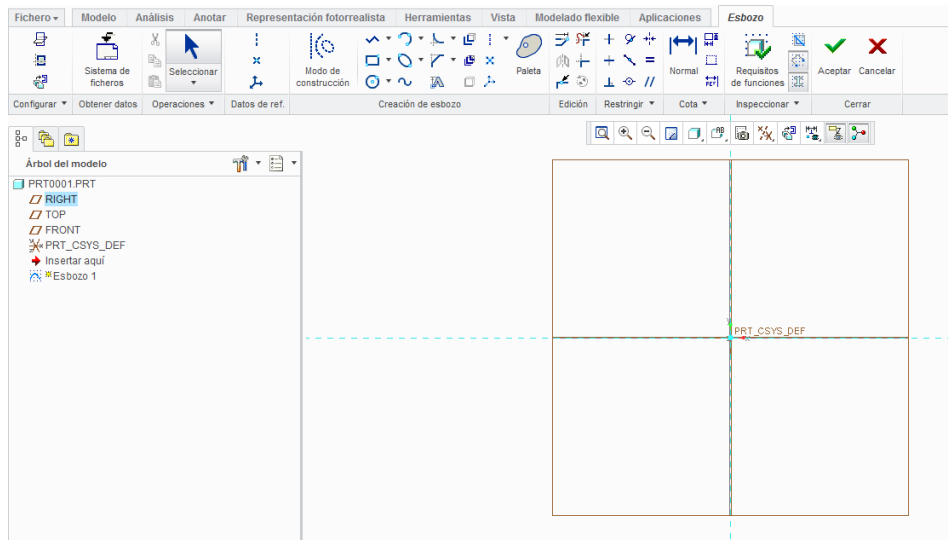 Fichero Modelo Análisis Anotar Representación fotorrealista Herramientas Vista Modelado flexible Aplicaciones Esbozo
Sistema de ficheros
Seleccionar
Modo de construcción
Paleta
Normal
Requisitos de funciones
Aceptar Cancelar
Configurar Obtener datos Operaciones Datos de ref. Creación de esbozo Edición Restringir Cota Inspeccionar Cerrar
Árbol del modelo
PRT0001.PRT
RIGHT
TOP
FRONT
PRT_CSYS_DEF
Insertar aquí
Esbozo 1
PRT_CSYS_DEF